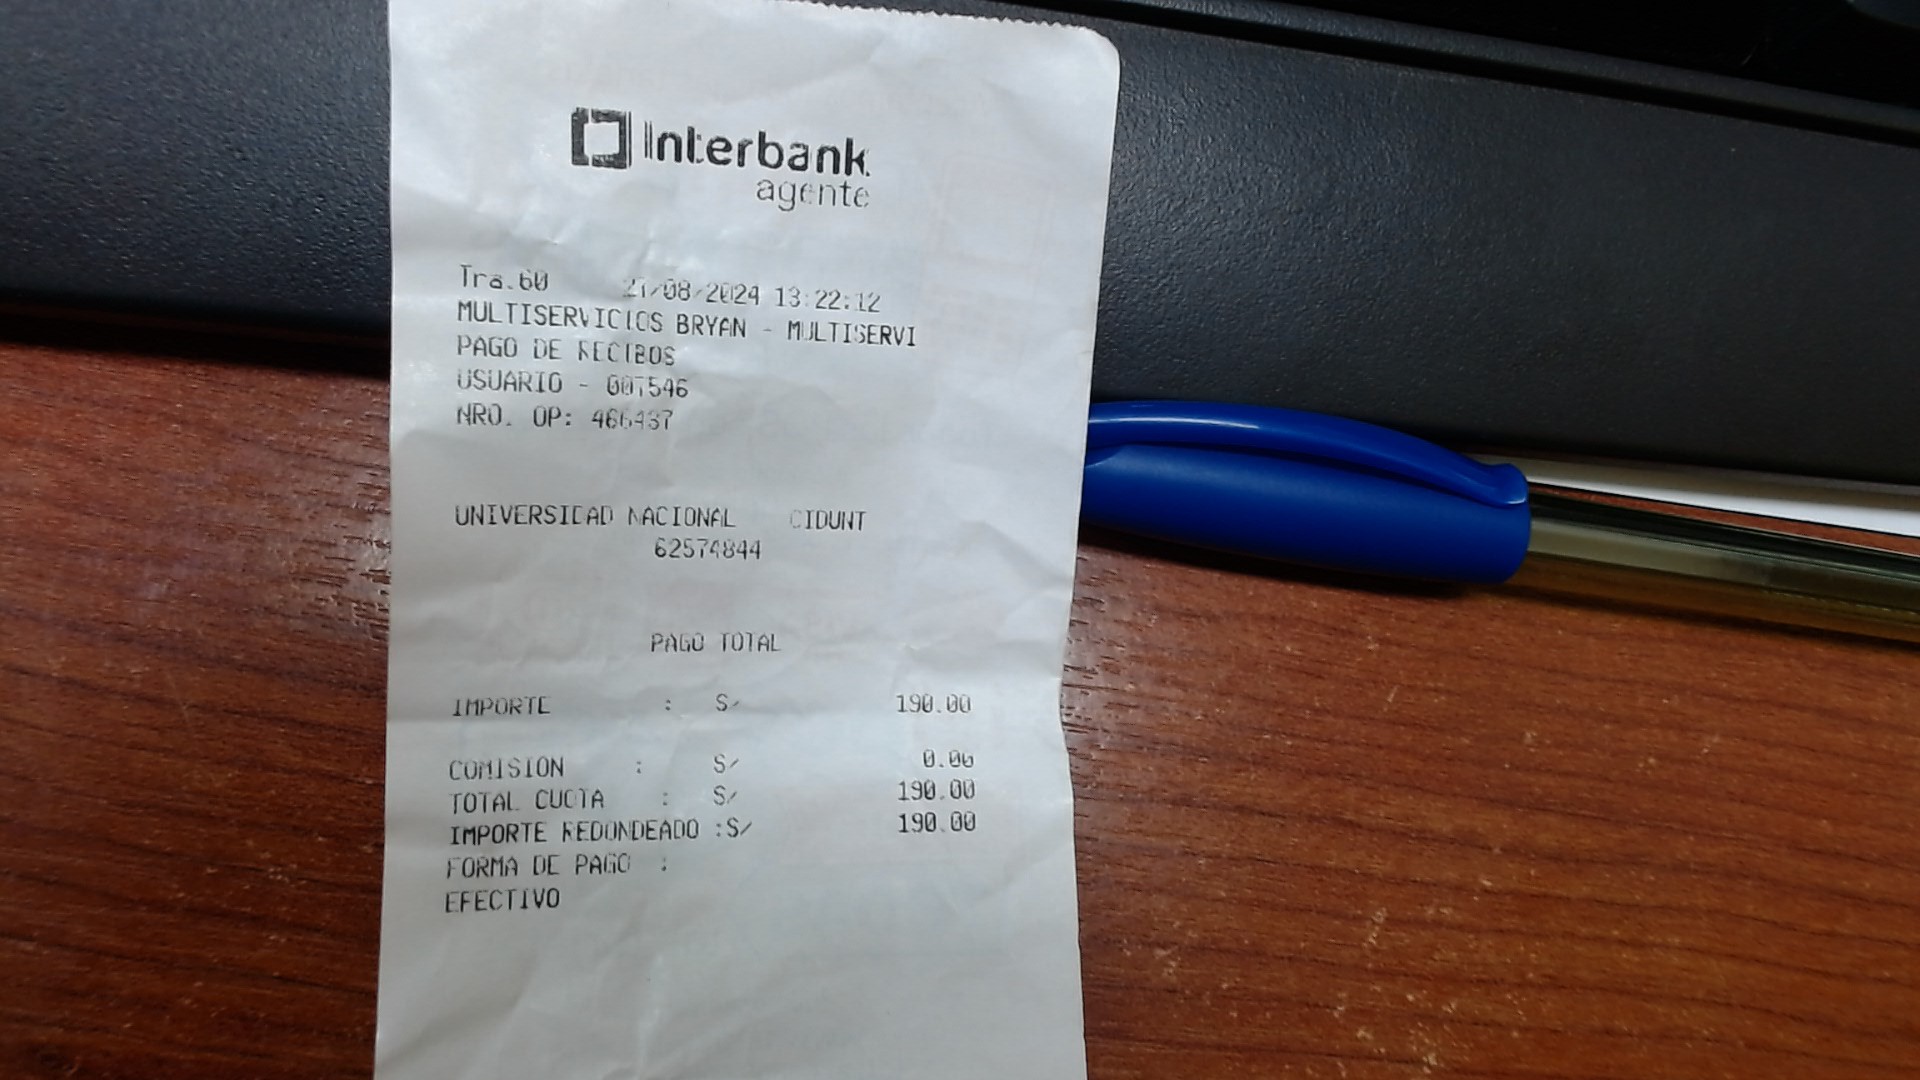 Interbank
agente
Tra.60 27/08/2024 13:22:12
MULTISERVICIOS BRYAN - MULTISERVI
PAGO DE RECIBOS
USUARIO - 007546
NRO. OP: 466437
UNIVERSIDAD NACIONAL CIDUNT
62574844
PAGO TOTAL
IMPORTE : S/ 190.00
COMISION : S/ 0.00
TOTAL CUOTA : S/ 190.00
IMPORTE REDONDEADO :S/ 190.00
FORMA DE PAGO :
EFECTIVO